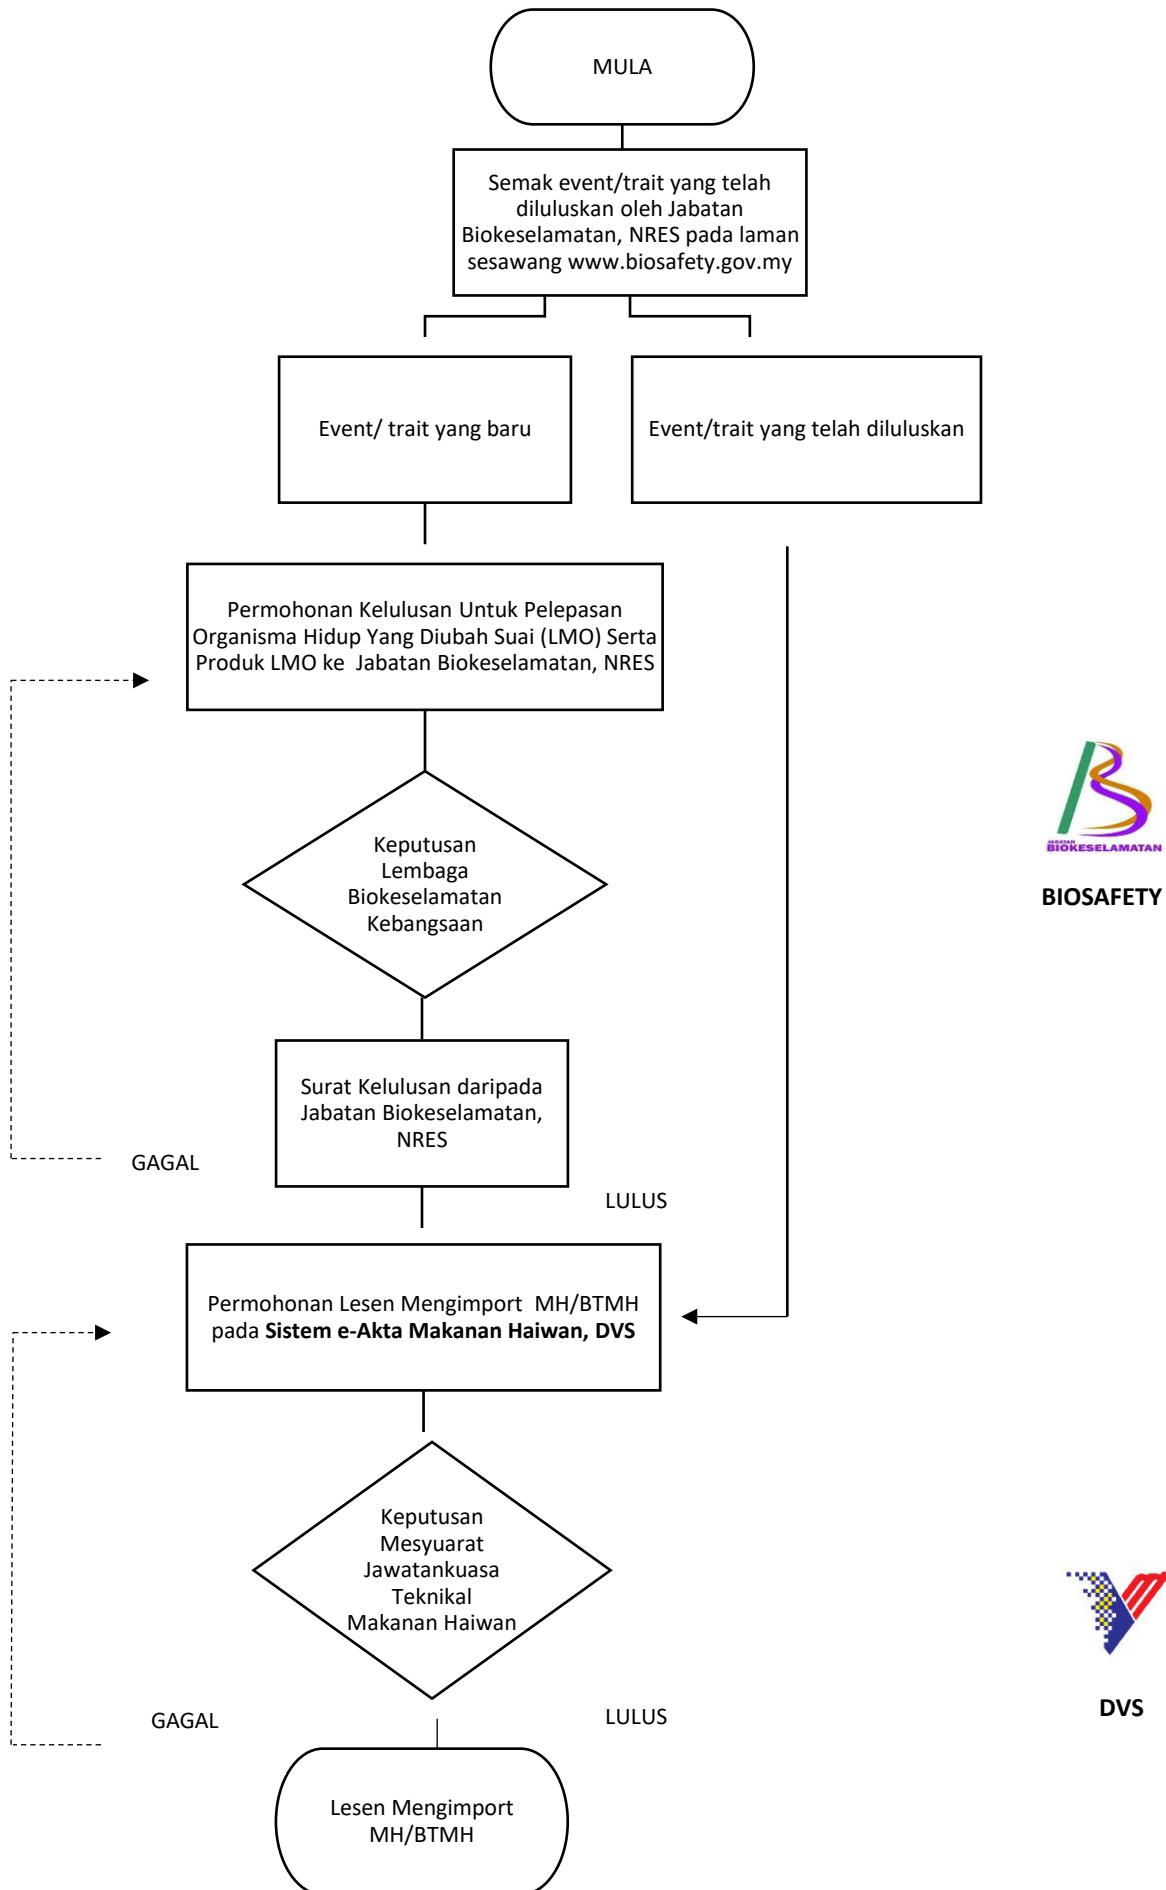 MULA
Semak event/trait yang telah
diluluskan oleh Jabatan
Biokeselamatan, NRES pada laman
sesawang www.biosafety.gov.my
Event/ trait yang baru
Event/trait yang telah diluluskan
Permohonan Kelulusan Untuk Pelepasan
Organisma Hidup Yang Diubah Suai (LMO) Serta
Produk LMO ke Jabatan Biokeselamatan, NRES
JABATAN
BIOKESELAMATAN
BIOSAFETY
Keputusan
Lembaga
Biokeselamatan
Kebangsaan
Surat Kelulusan daripada
Jabatan Biokeselamatan,
NRES
GAGAL
LULUS
Permohonan Lesen Mengimport MH/BTMH
pada Sistem e-Akta Makanan Haiwan, DVS
Keputusan
Mesyuarat
Jawatankuasa
Teknikal
Makanan Haiwan
DVS
GAGAL
LULUS
Lesen Mengimport
MH/BTMH